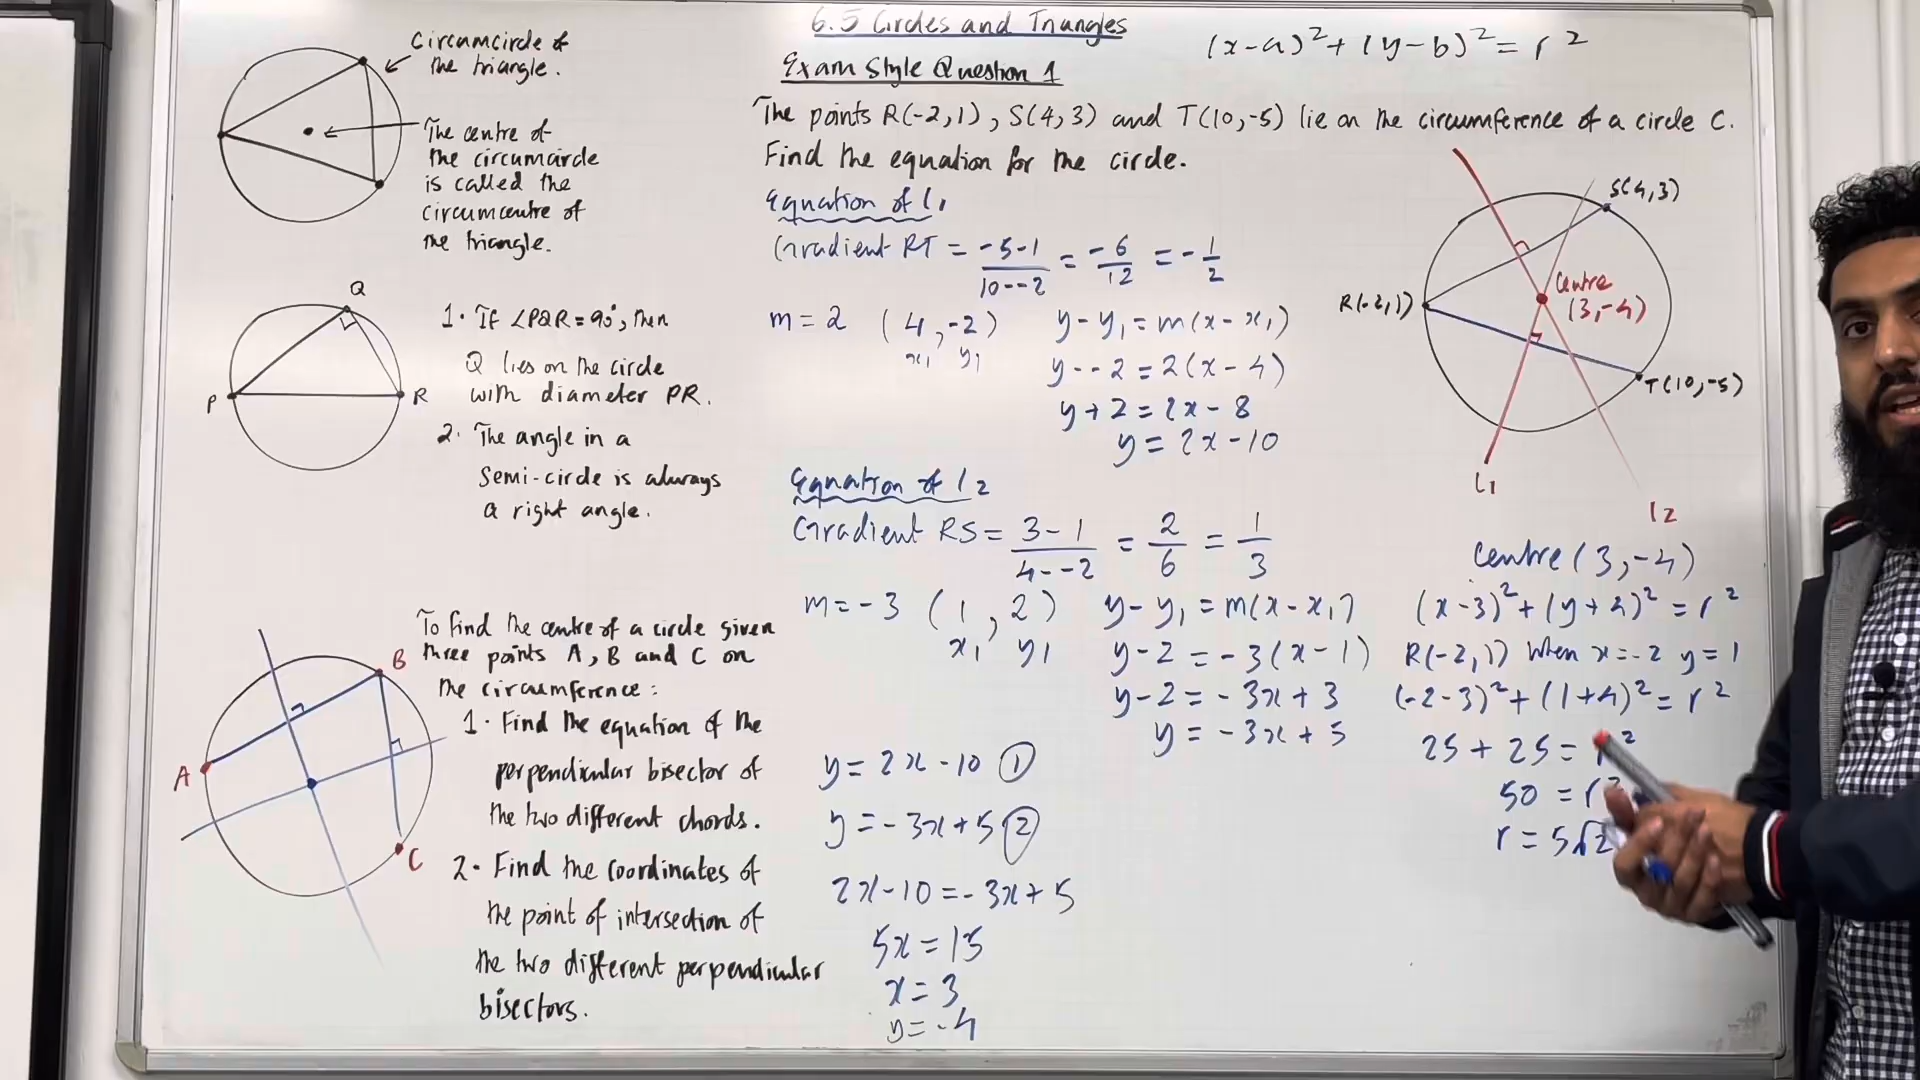 6.5 Circles and Triangles
(x-a)²+(y-b)²=r²
Exam Style Question 1
The points R(-2,1), S(4,3) and T(10,-5) lie on the circumference of a circle C.
Find the equation for the circle.
Circumcircle of
the triangle.
The centre of
the circumcircle
is called the
circumcentre of
the triangle.
Q
P
R
1. If ∠PQR=90°, then
Q lies on the circle
with diameter PR.
2. The angle in a
Semi-circle is always
a right angle.
To find the centre of a circle given
three points A, B and C on
the circumference:
1. Find the equation of the
perpendicular bisector of
the two different chords.
2. Find the coordinates of
the point of intersection of
the two different perpendicular
bisectors.
A
B
C
Equation of l₁
Gradient RT = -5-1/10--2 = -6/12 = -1/2
m=2 (4,-2) y-y₁=m(x-x₁)
x₁ y₁
y--2=2(x-4)
y+2=2x-8
y=2x-10
Equation of l₂
Gradient RS= 3-1/4--2 = 2/6 = 1/3
m=-3 (1,2) y-y₁=m(x-x₁)
x₁ y₁
y-2=-3(x-1)
y-2=-3x+3
y=-3x+5
y=2x-10 ①
y=-3x+5 ②
2x-10=-3x+5
5x=15
x=3
y=-4
S(4,3)
R(-2,1)
Centre
(3,-4)
T(10,-5)
l₁
l₂
Centre(3,-4)
(x-3)²+(y+4)²=r²
R(-2,1) when x=-2 y=1
(-2-3)²+(1+4)²=r²
25+25=r²
50=r²
r=5√2